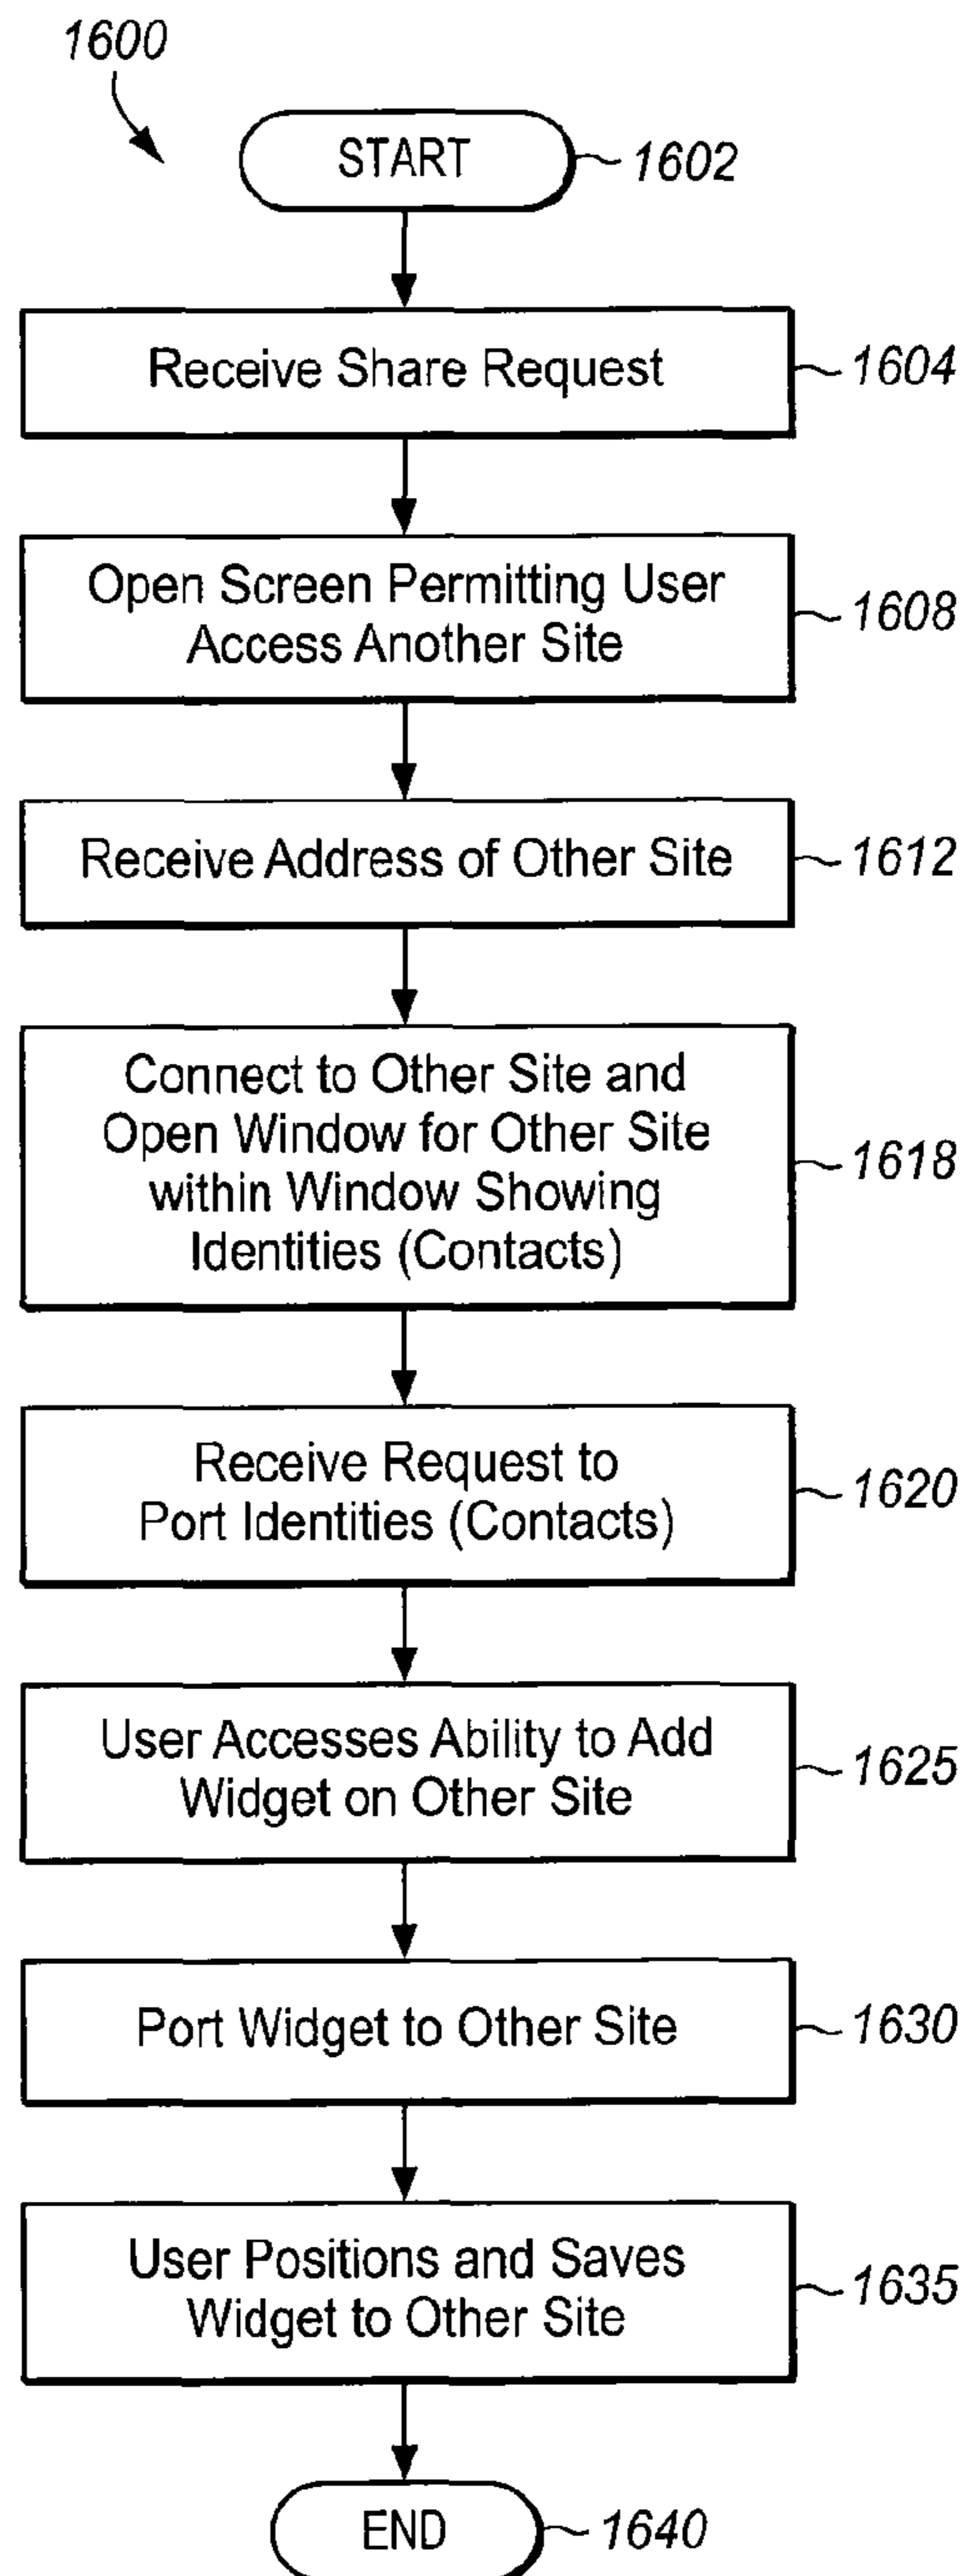 1600
START
1602
Receive Share Request
1604
Open Screen Permitting User
Access Another Site
1608
Receive Address of Other Site
1612
Connect to Other Site and
Open Window for Other Site
within Window Showing
Identities (Contacts)
1618
Receive Request to
Port Identities (Contacts)
1620
User Accesses Ability to Add
Widget on Other Site
1625
Port Widget to Other Site
1630
User Positions and Saves
Widget to Other Site
1635
END
1640